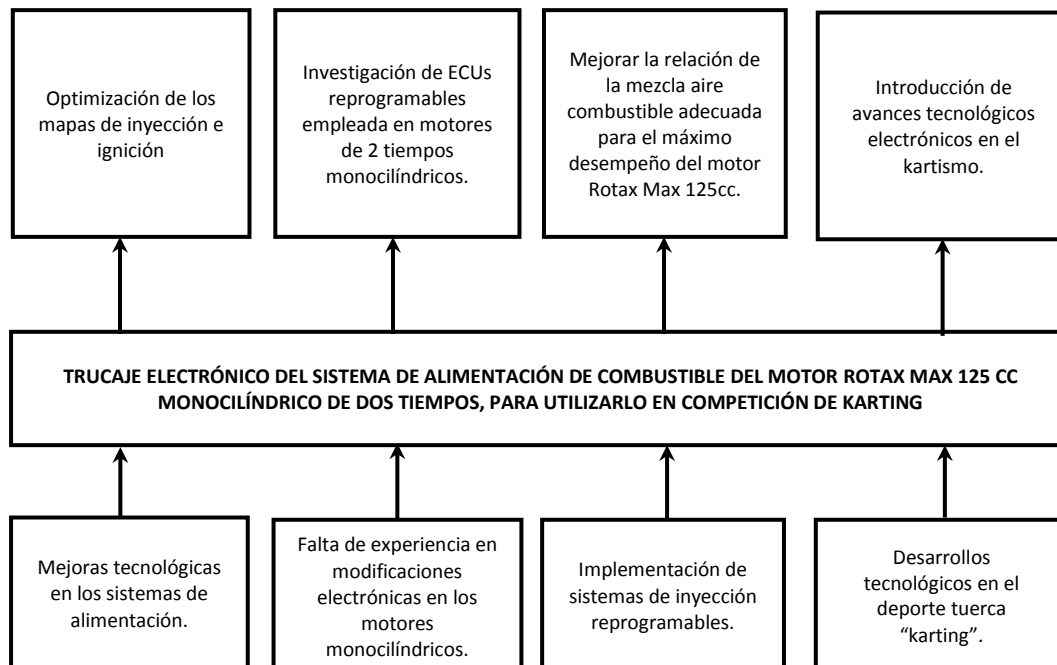 Optimización de los
mapas de inyección e
ignición
Investigación de ECUs
reprogramables
empleada en motores
de 2 tiempos
monocilíndricos.
Mejorar la relación de
la mezcla aire
combustible adecuada
para el máximo
desempeño del motor
Rotax Max 125cc.
Introducción de
avances tecnológicos
electrónicos en el
kartismo.
TRUCAJE ELECTRÓNICO DEL SISTEMA DE ALIMENTACIÓN DE COMBUSTIBLE DEL MOTOR ROTAX MAX 125 CC
MONOCILÍNDRICO DE DOS TIEMPOS, PARA UTILIZARLO EN COMPETICIÓN DE KARTING
Mejoras tecnológicas
en los sistemas de
alimentación.
Falta de experiencia en
modificaciones
electrónicas en los
motores
monocilíndricos.
Implementación de
sistemas de inyección
reprogramables.
Desarrollos
tecnológicos en el
deporte tuerca
“karting”.